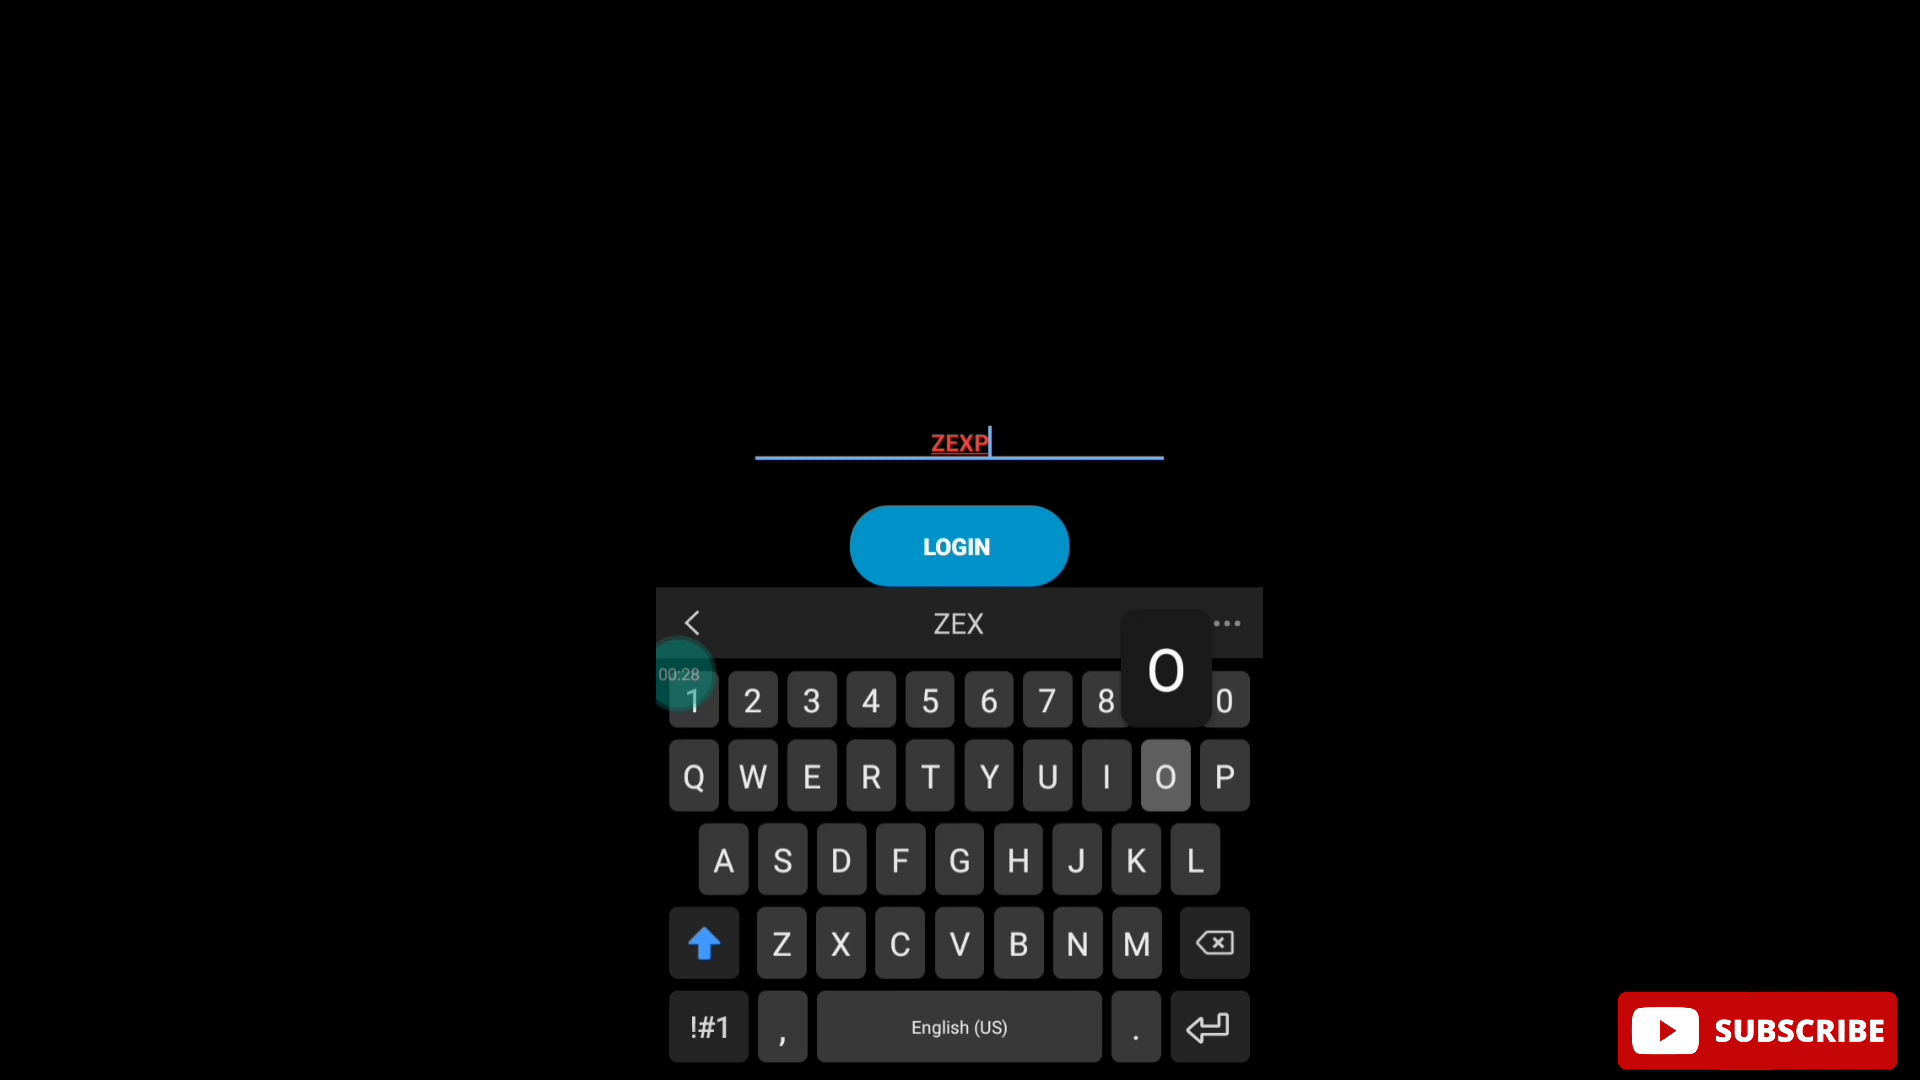 ZEXP
LOGIN
ZEX
O
00:28
1 2 3 4 5 6 7 8 0
Q W E R T Y U I O P
A S D F G H J K L
Z X C V B N M
!#1 , English (US) .
SUBSCRIBE